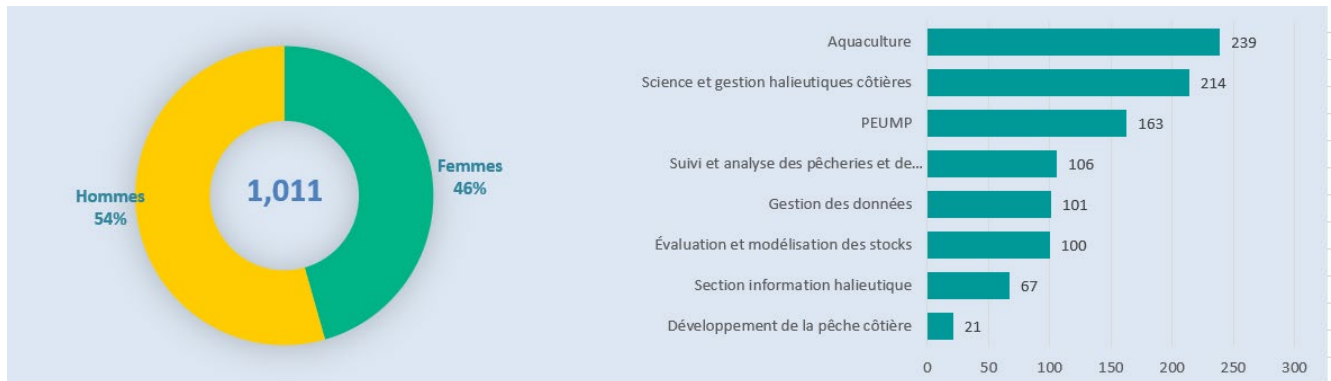 Hommes
54%
1,011
Femmes
46%
Aquaculture 239
Science et gestion halieutiques côtières 214
PEUMP 163
Suivi et analyse des pêcheries et de... 106
Gestion des données 101
Évaluation et modélisation des stocks 100
Section information halieutique 67
Développement de la pêche côtière 21
0 50 100 150 200 250 300